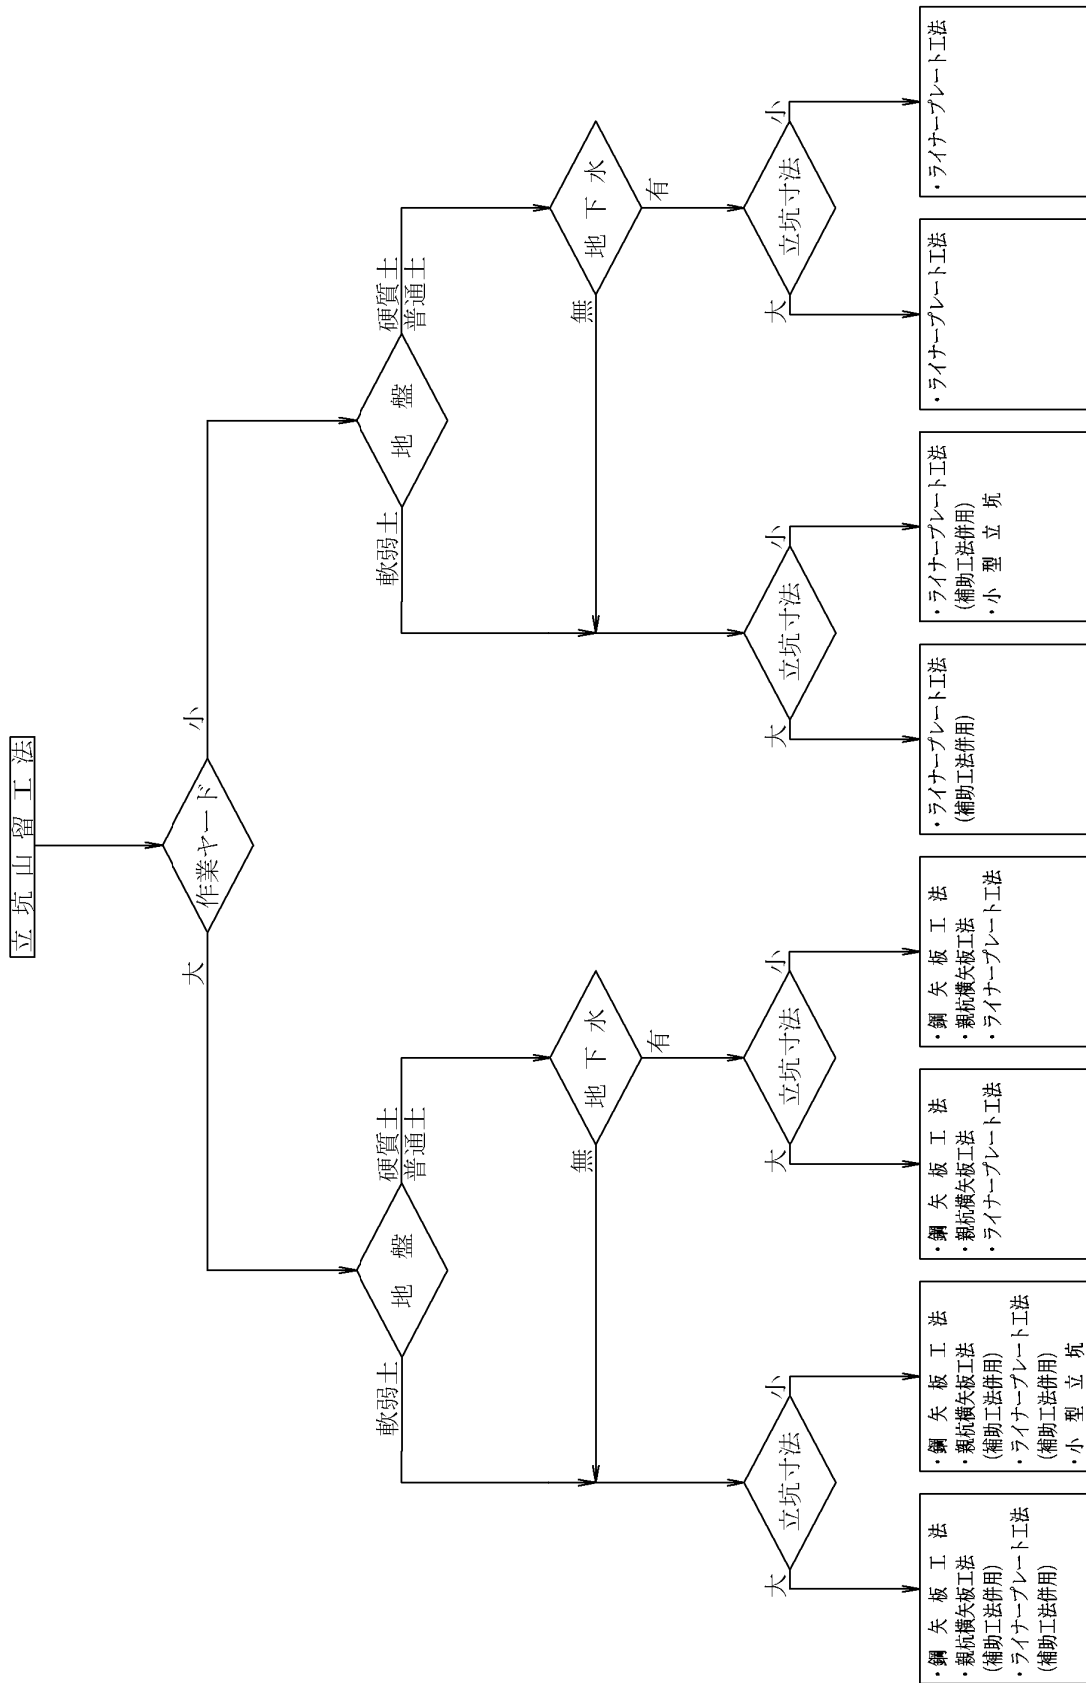 立坑山留工法
作業ヤード
大
小
地盤
軟弱土
硬質土
普通土
地盤
軟弱土
硬質土
普通土
地下水
無
有
地下水
無
有
立坑寸法
大
小
立坑寸法
大
小
立坑寸法
大
小
立坑寸法
大
小
・鋼矢板工法
・親杭横矢板工法
(補助工法併用)
・ライナープレート工法
(補助工法併用)
・鋼矢板工法
・親杭横矢板工法
(補助工法併用)
・ライナープレート工法
(補助工法併用)
・小型立坑
・鋼矢板工法
・親杭横矢板工法
・ライナープレート工法
・鋼矢板工法
・親杭横矢板工法
・ライナープレート工法
・ライナープレート工法
(補助工法併用)
・ライナープレート工法
(補助工法併用)
・小型立坑
・ライナープレート工法
・ライナープレート工法